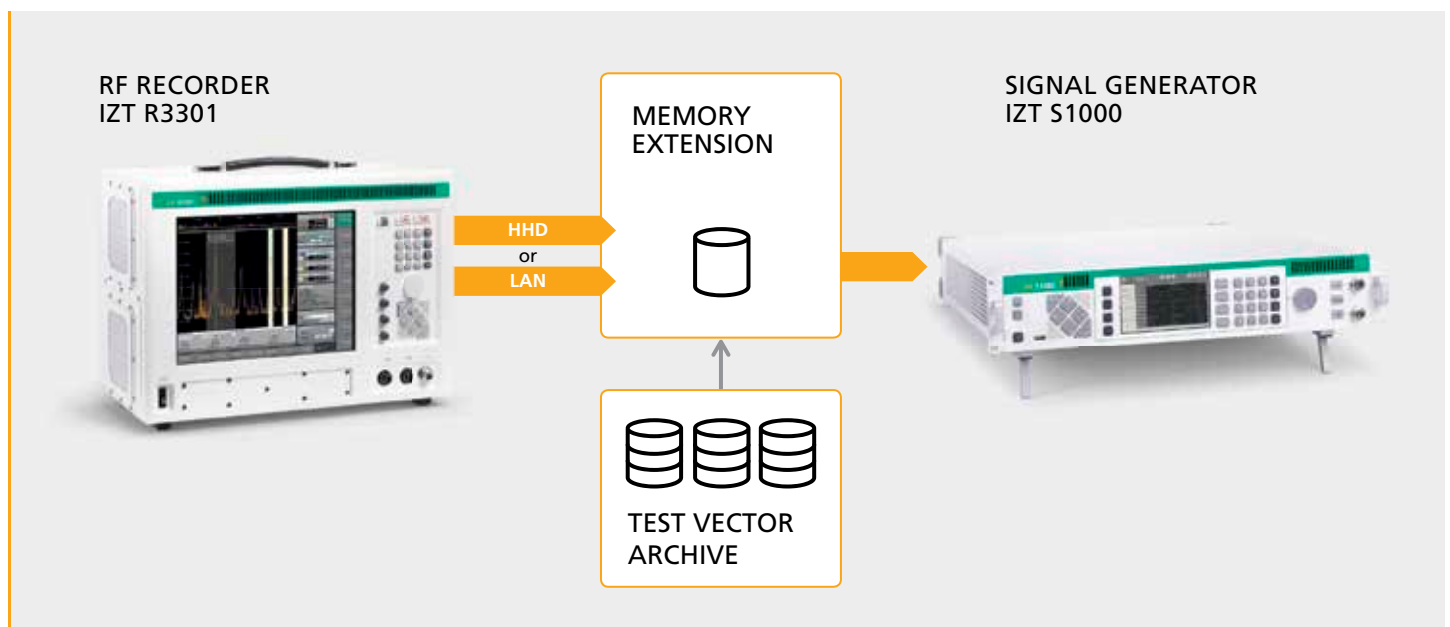 RF RECORDER
IZT R3301
HHD
or
LAN
MEMORY
EXTENSION
TEST VECTOR
ARCHIVE
SIGNAL GENERATOR
IZT S1000